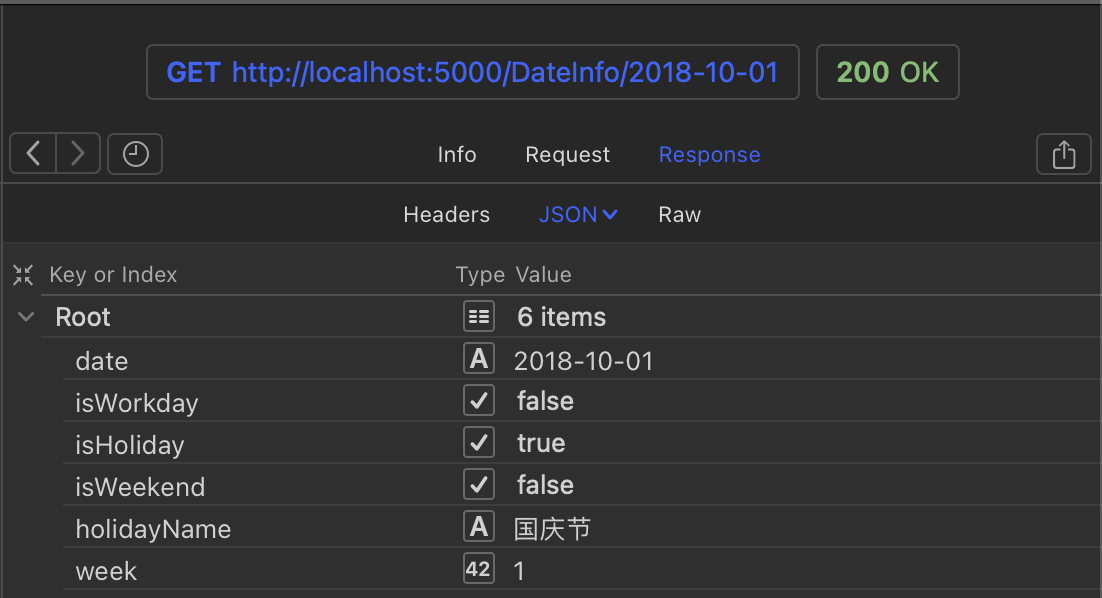 GET http://localhost:5000/DateInfo/2018-10-01 200 OK
Info Request Response
Headers JSON Raw
Key or Index Type Value
Root 6 items
date A 2018-10-01
isWorkday false
isHoliday true
isWeekend false
holidayName A 国庆节
week 42 1